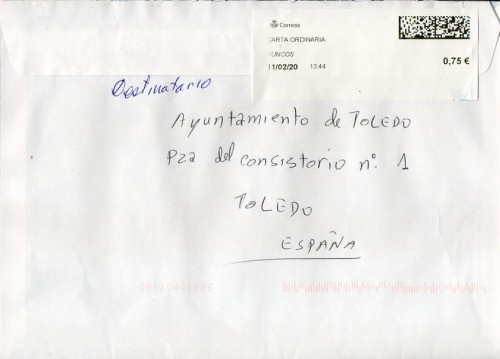 Correos
CARTA ORDINARIA
YUNCOS
11/02/20 13:44
0,75 €
Destinatario
Ayuntamiento de TOLEDO
Pza del consistorio nº 1
TOLEDO
ESPAÑA